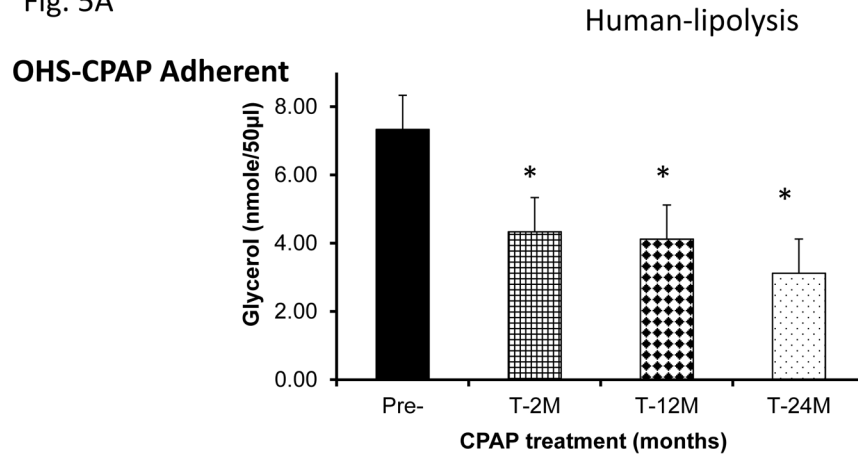 Fig. 5A
Human-lipolysis
OHS-CPAP Adherent
Glycerol (nmole/50µl)
8.00
6.00
4.00
2.00
0.00
*
*
*
Pre-
T-2M
T-12M
T-24M
CPAP treatment (months)